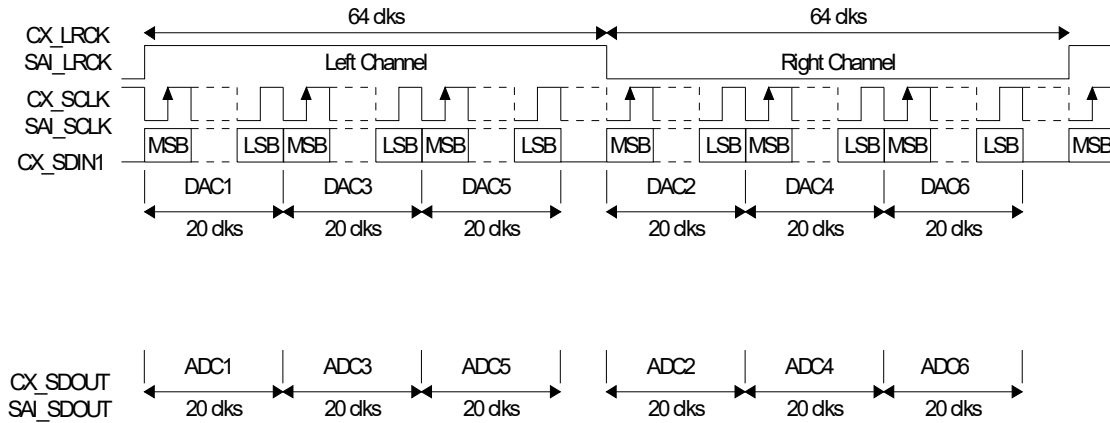 64 clks 64 clks
CX_LRCK
SAI_LRCK Left Channel Right Channel
CX_SCLK
SAI_SCLK
CX_SDIN1 MSB LSB MSB LSB MSB LSB MSB LSB MSB LSB MSB LSB MSB
DAC1 DAC3 DAC5 DAC2 DAC4 DAC6
20 clks 20 clks 20 clks 20 clks 20 clks 20 clks
ADC1 ADC3 ADC5 ADC2 ADC4 ADC6
CX_SDOUT
SAI_SDOUT 20 clks 20 clks 20 clks 20 clks 20 clks 20 clks